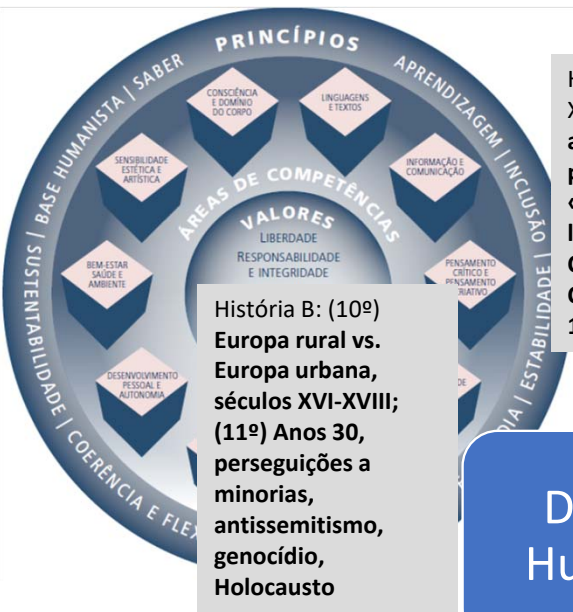 PRINCÍPIOS
SUSTENTABILIDADE | BASE HUMANISTA | SABER
APRENDIZAGEM | INCLUSÃO
ESTABILIDADE |
COERÊNCIA E
CONSCIÊNCIA
E DOMÍNIO
DO CORPO
LINGUAGENS
E TEXTOS
SENSIBILIDADE
ESTÉTICA E
ARTÍSTICA
INFORMAÇÃO E
COMUNICAÇÃO
ÁREAS DE COMPETÊNCIAS
VALORES
LIBERDADE
RESPONSABILIDADE
E INTEGRIDADE
BEM-ESTAR
SAÚDE E
AMBIENTE
PENSAMENTO
CRÍTICO E
PENSAMENTO
CRIATIVO
DESENVOLVIMENTO
PESSOAL E
AUTONOMIA
História B: (10º)
Europa rural vs.
Europa urbana,
séculos XVI-XVIII;
(11º) Anos 30,
perseguições a
minorias,
antissemitismo,
genocídio,
Holocausto